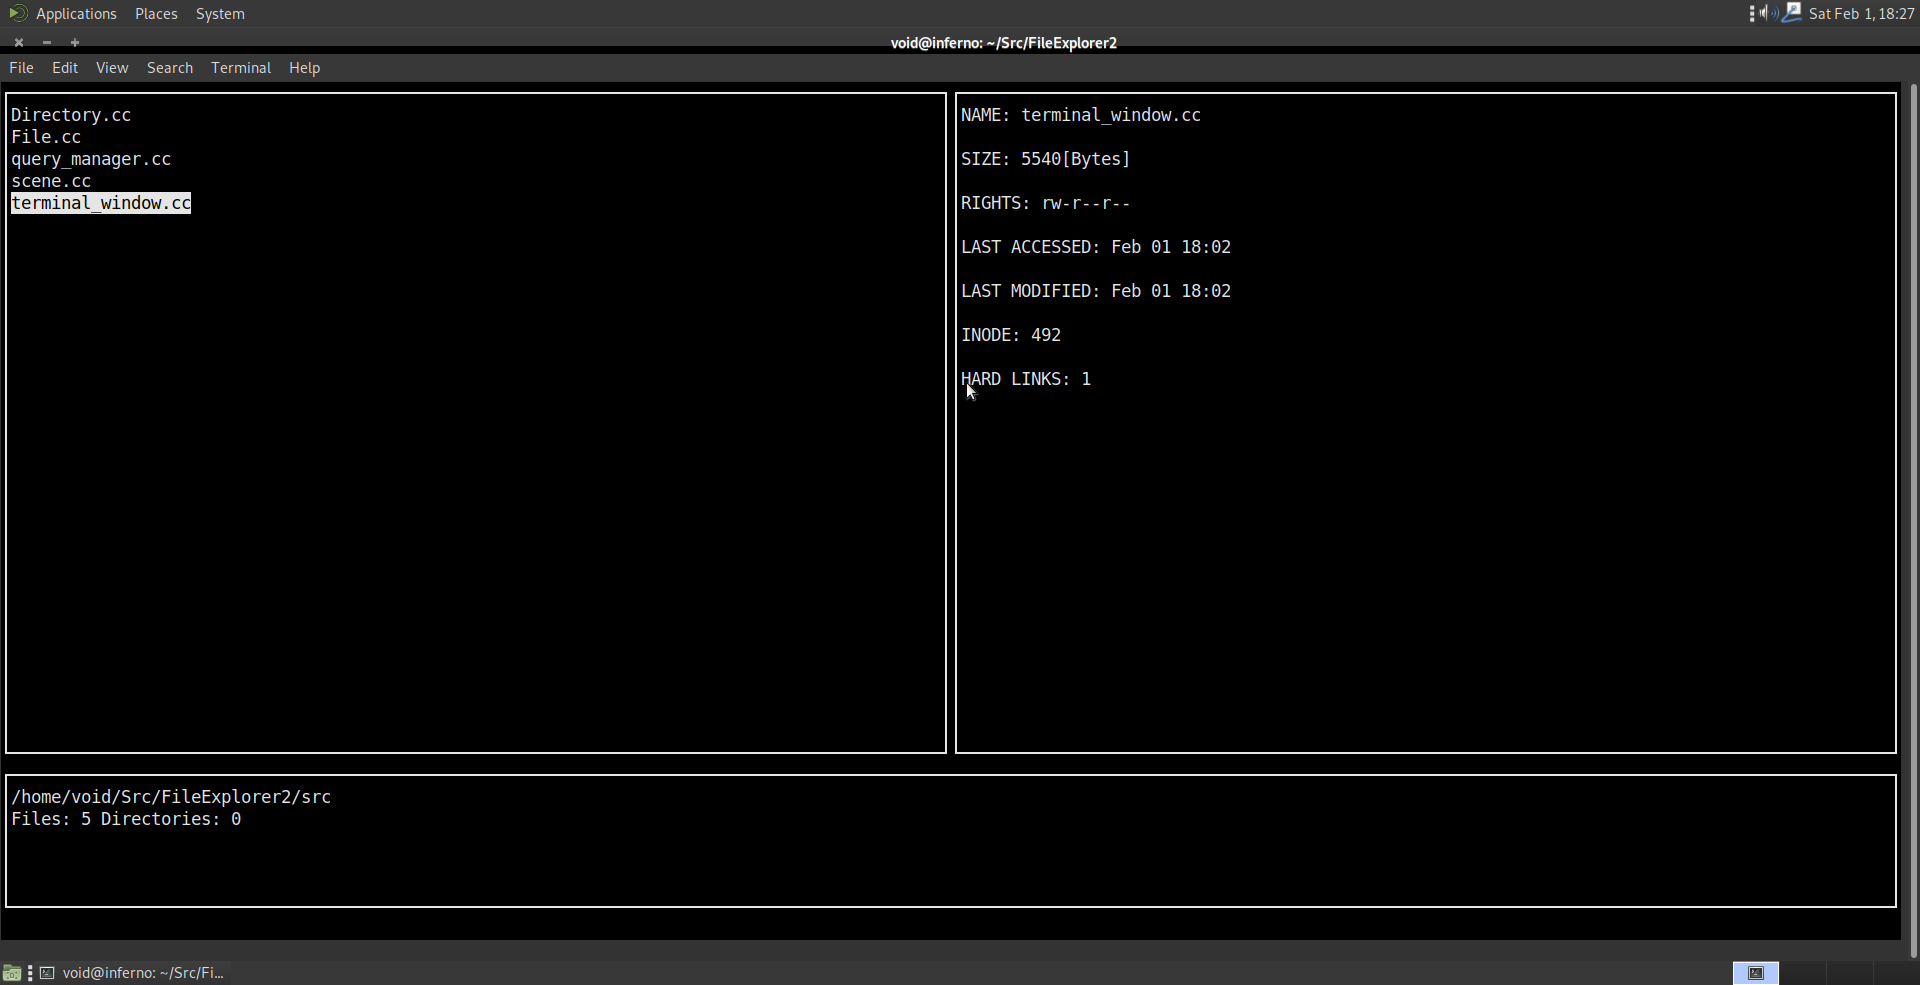 Applications Places System
Sat Feb 1, 18:27
void@inferno: ~/Src/FileExplorer2
File Edit View Search Terminal Help
Directory.cc
File.cc
query_manager.cc
scene.cc
terminal_window.cc
NAME: terminal_window.cc
SIZE: 5540[Bytes]
RIGHTS: rw-r--r--
LAST ACCESSED: Feb 01 18:02
LAST MODIFIED: Feb 01 18:02
INODE: 492
HARD LINKS: 1
/home/void/Src/FileExplorer2/src
Files: 5 Directories: 0
void@inferno: ~/Src/Fi...